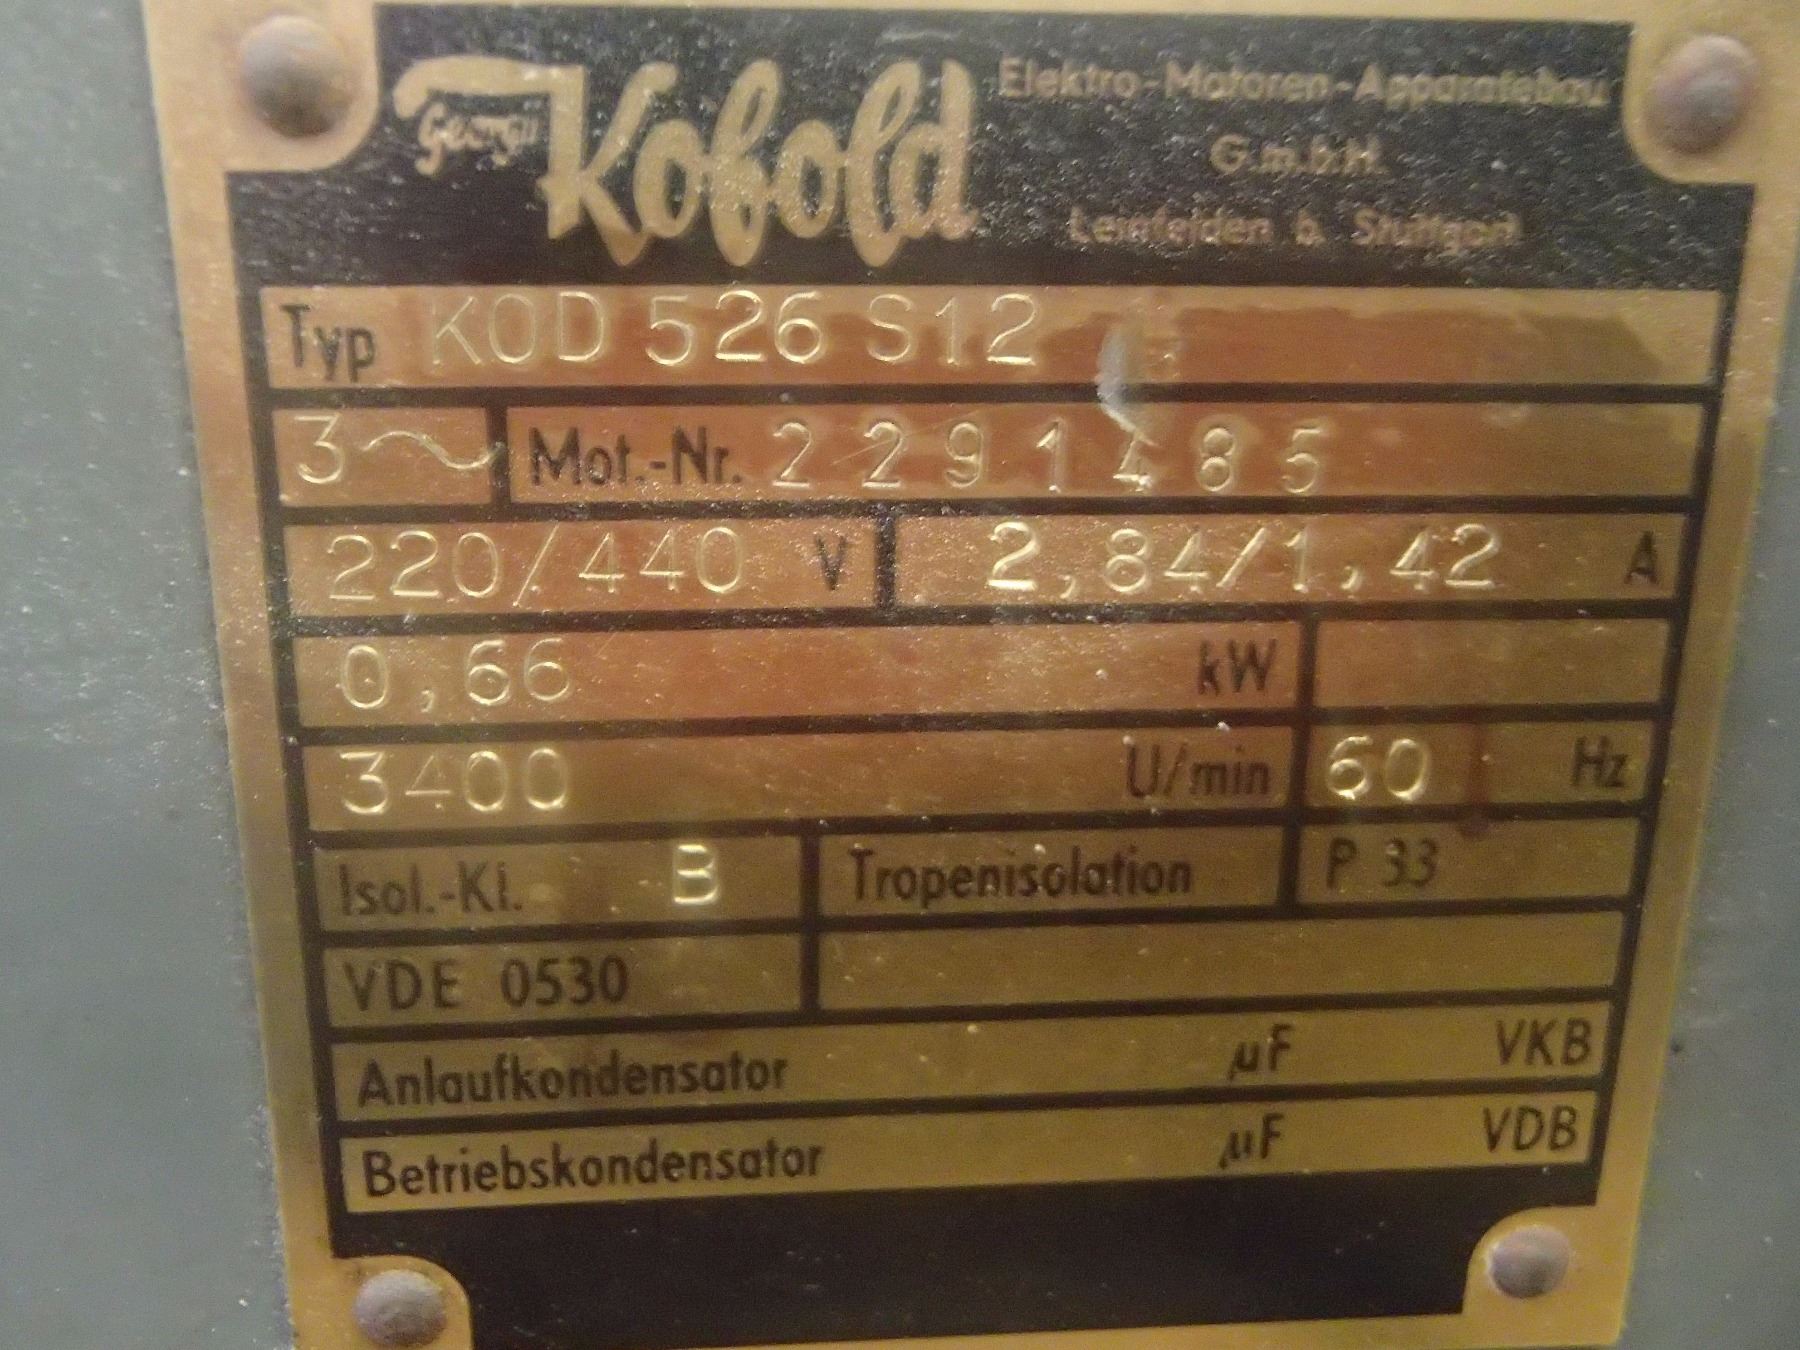 Georgii Kobold
Elektro-Motoren-Apparatebau
G.m.b.H.
Leinfelden b. Stuttgart
Typ KOD 526 S12
3~ Mot.-Nr. 2291485
220/440 V 2,84/1,42 A
0,66 kW
3400 U/min 60 Hz
Isol.-Kl. B Tropenisolation P 33
VDE 0530
Anlaufkondensator µF VKB
Betriebskondensator µF VDB